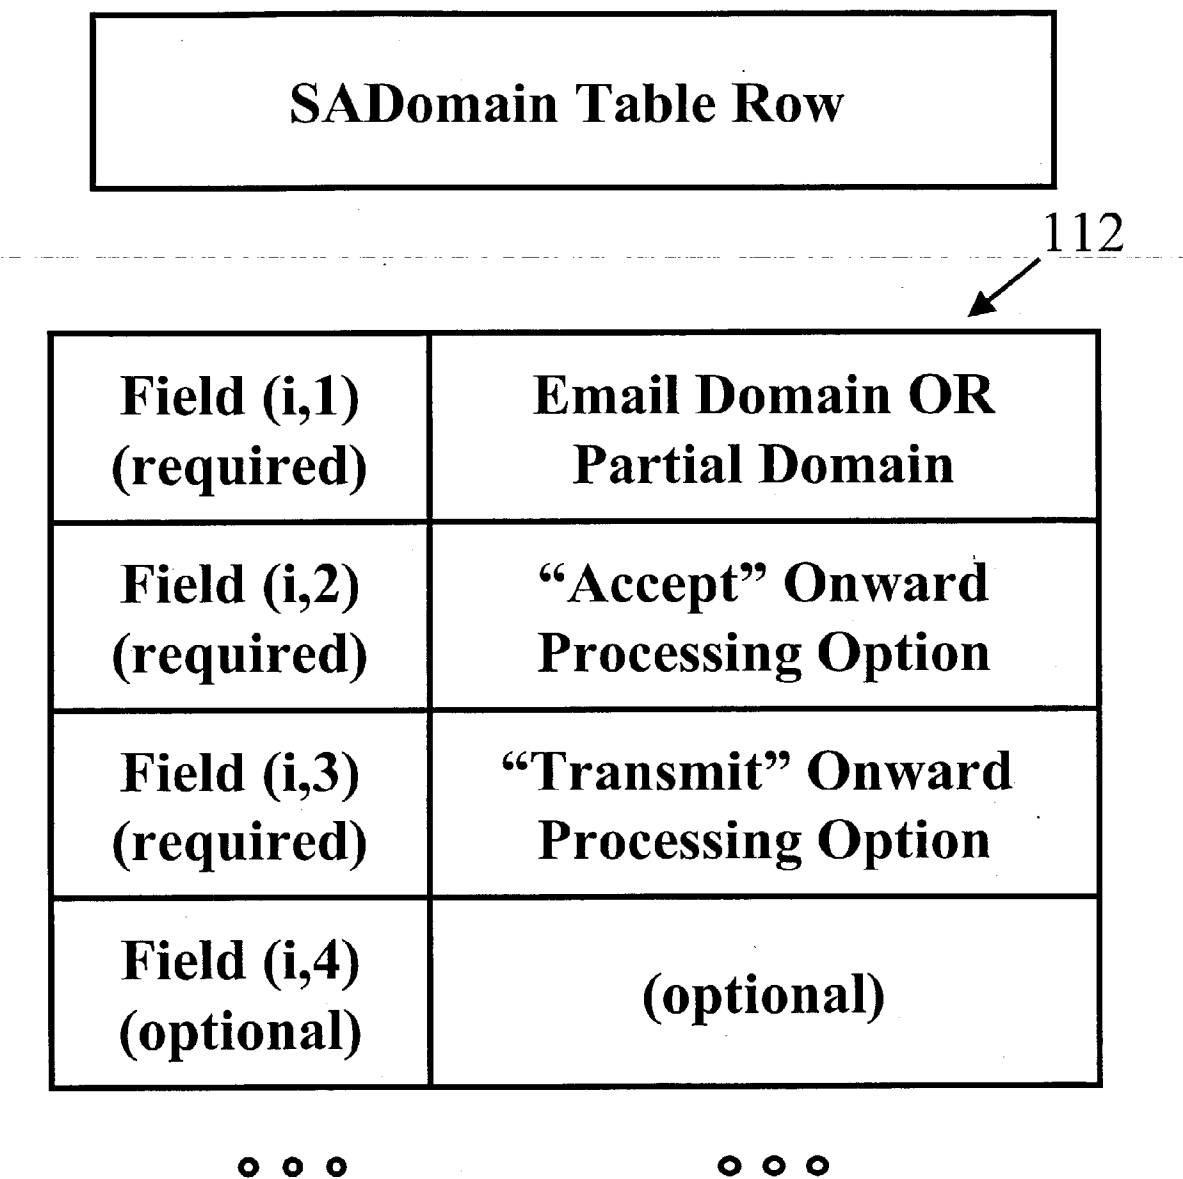 SADomain Table Row
112
Field (i,1)
(required)
Email Domain OR
Partial Domain
Field (i,2)
(required)
“Accept” Onward
Processing Option
Field (i,3)
(required)
“Transmit” Onward
Processing Option
Field (i,4)
(optional)
(optional)